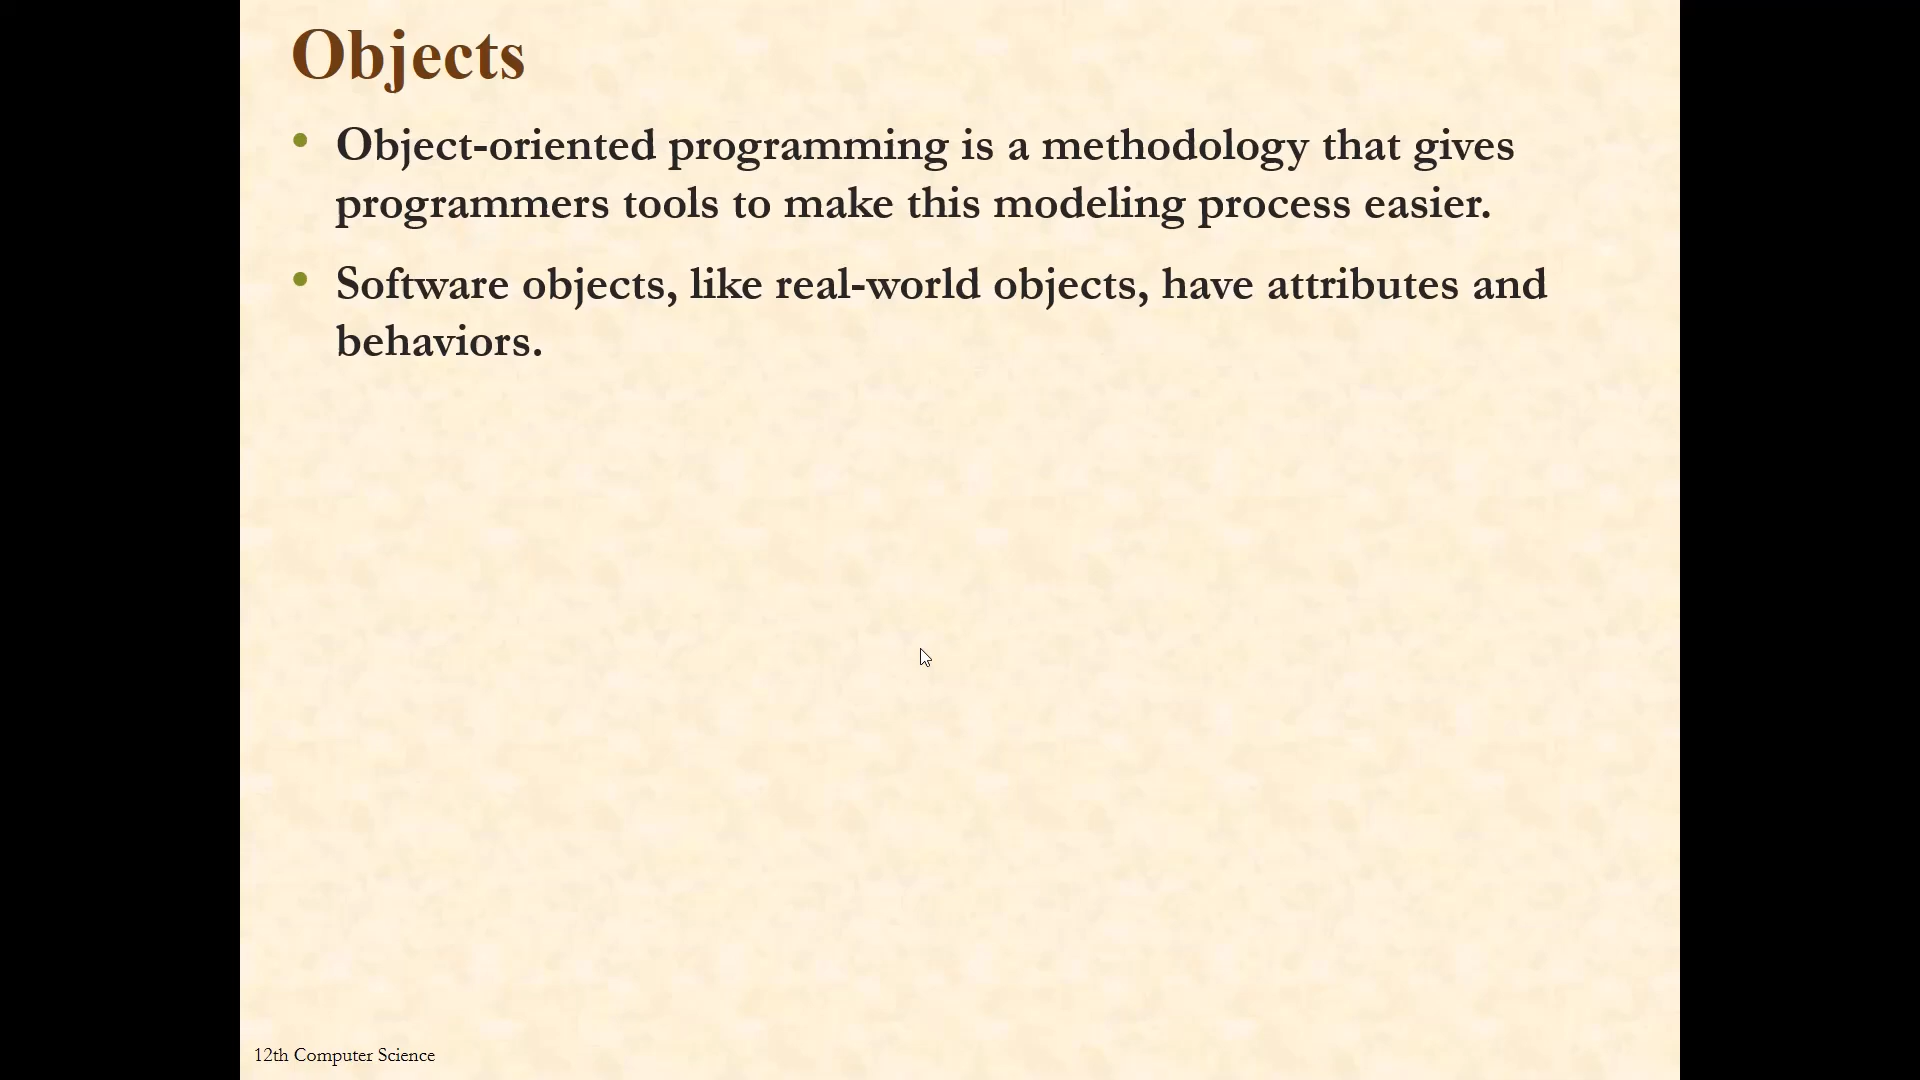 Objects
• Object-oriented programming is a methodology that gives
programmers tools to make this modeling process easier.
• Software objects, like real-world objects, have attributes and
behaviors.
12th Computer Science